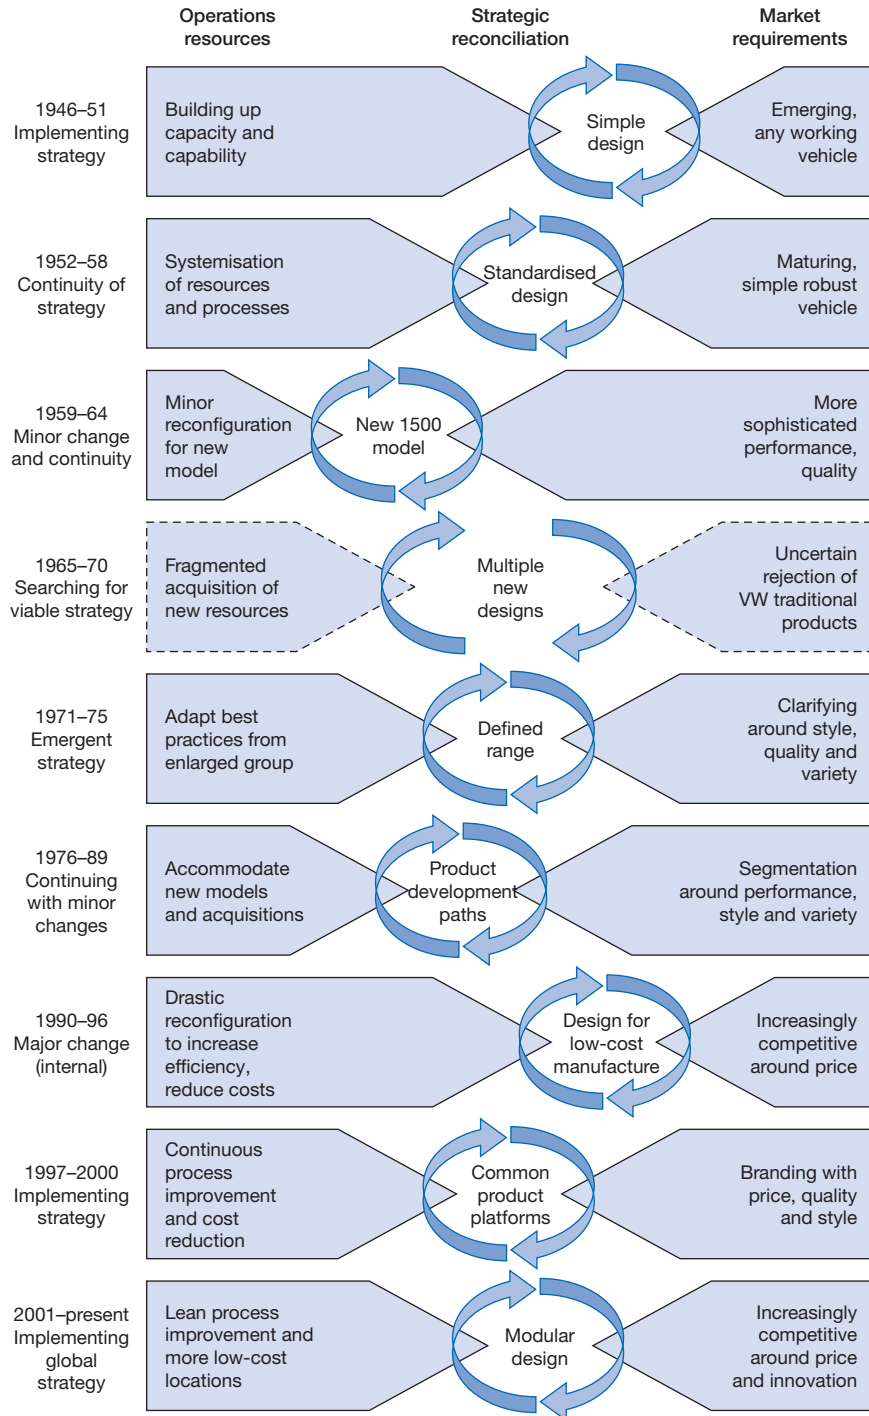 Operations
resources
Strategic
reconciliation
Market
requirements
1946–51
Implementing
strategy
Building up
capacity and
capability
Simple
design
Emerging,
any working
vehicle
1952–58
Continuity of
strategy
Systemisation
of resources
and processes
Standardised
design
Maturing,
simple robust
vehicle
1959–64
Minor change
and continuity
Minor
reconfiguration
for new
model
New 1500
model
More
sophisticated
performance,
quality
1965–70
Searching for
viable strategy
Fragmented
acquisition of
new resources
Multiple
new
designs
Uncertain
rejection of
VW traditional
products
1971–75
Emergent
strategy
Adapt best
practices from
enlarged group
Defined
range
Clarifying
around style,
quality and
variety
1976–89
Continuing
with minor
changes
Accommodate
new models
and acquisitions
Product
development
paths
Segmentation
around performance,
style and variety
1990–96
Major change
(internal)
Drastic
reconfiguration
to increase
efficiency,
reduce costs
Design for
low-cost
manufacture
Increasingly
competitive
around price
1997–2000
Implementing
strategy
Continuous
process
improvement
and cost
reduction
Common
product
platforms
Branding with
price, quality
and style
2001–present
Implementing
global
strategy
Lean process
improvement and
more low-cost
locations
Modular
design
Increasingly
competitive
around price
and innovation